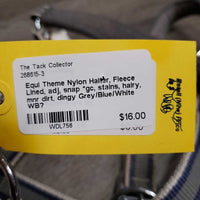 The Tack Collector
268615-3
Equi Theme Nylon Halter, Fleece
Lined, adj, snap *gc, stains, hairy,
mnr dirt, dingy Grey/Blue/White
WB?
$16.00
WDL756